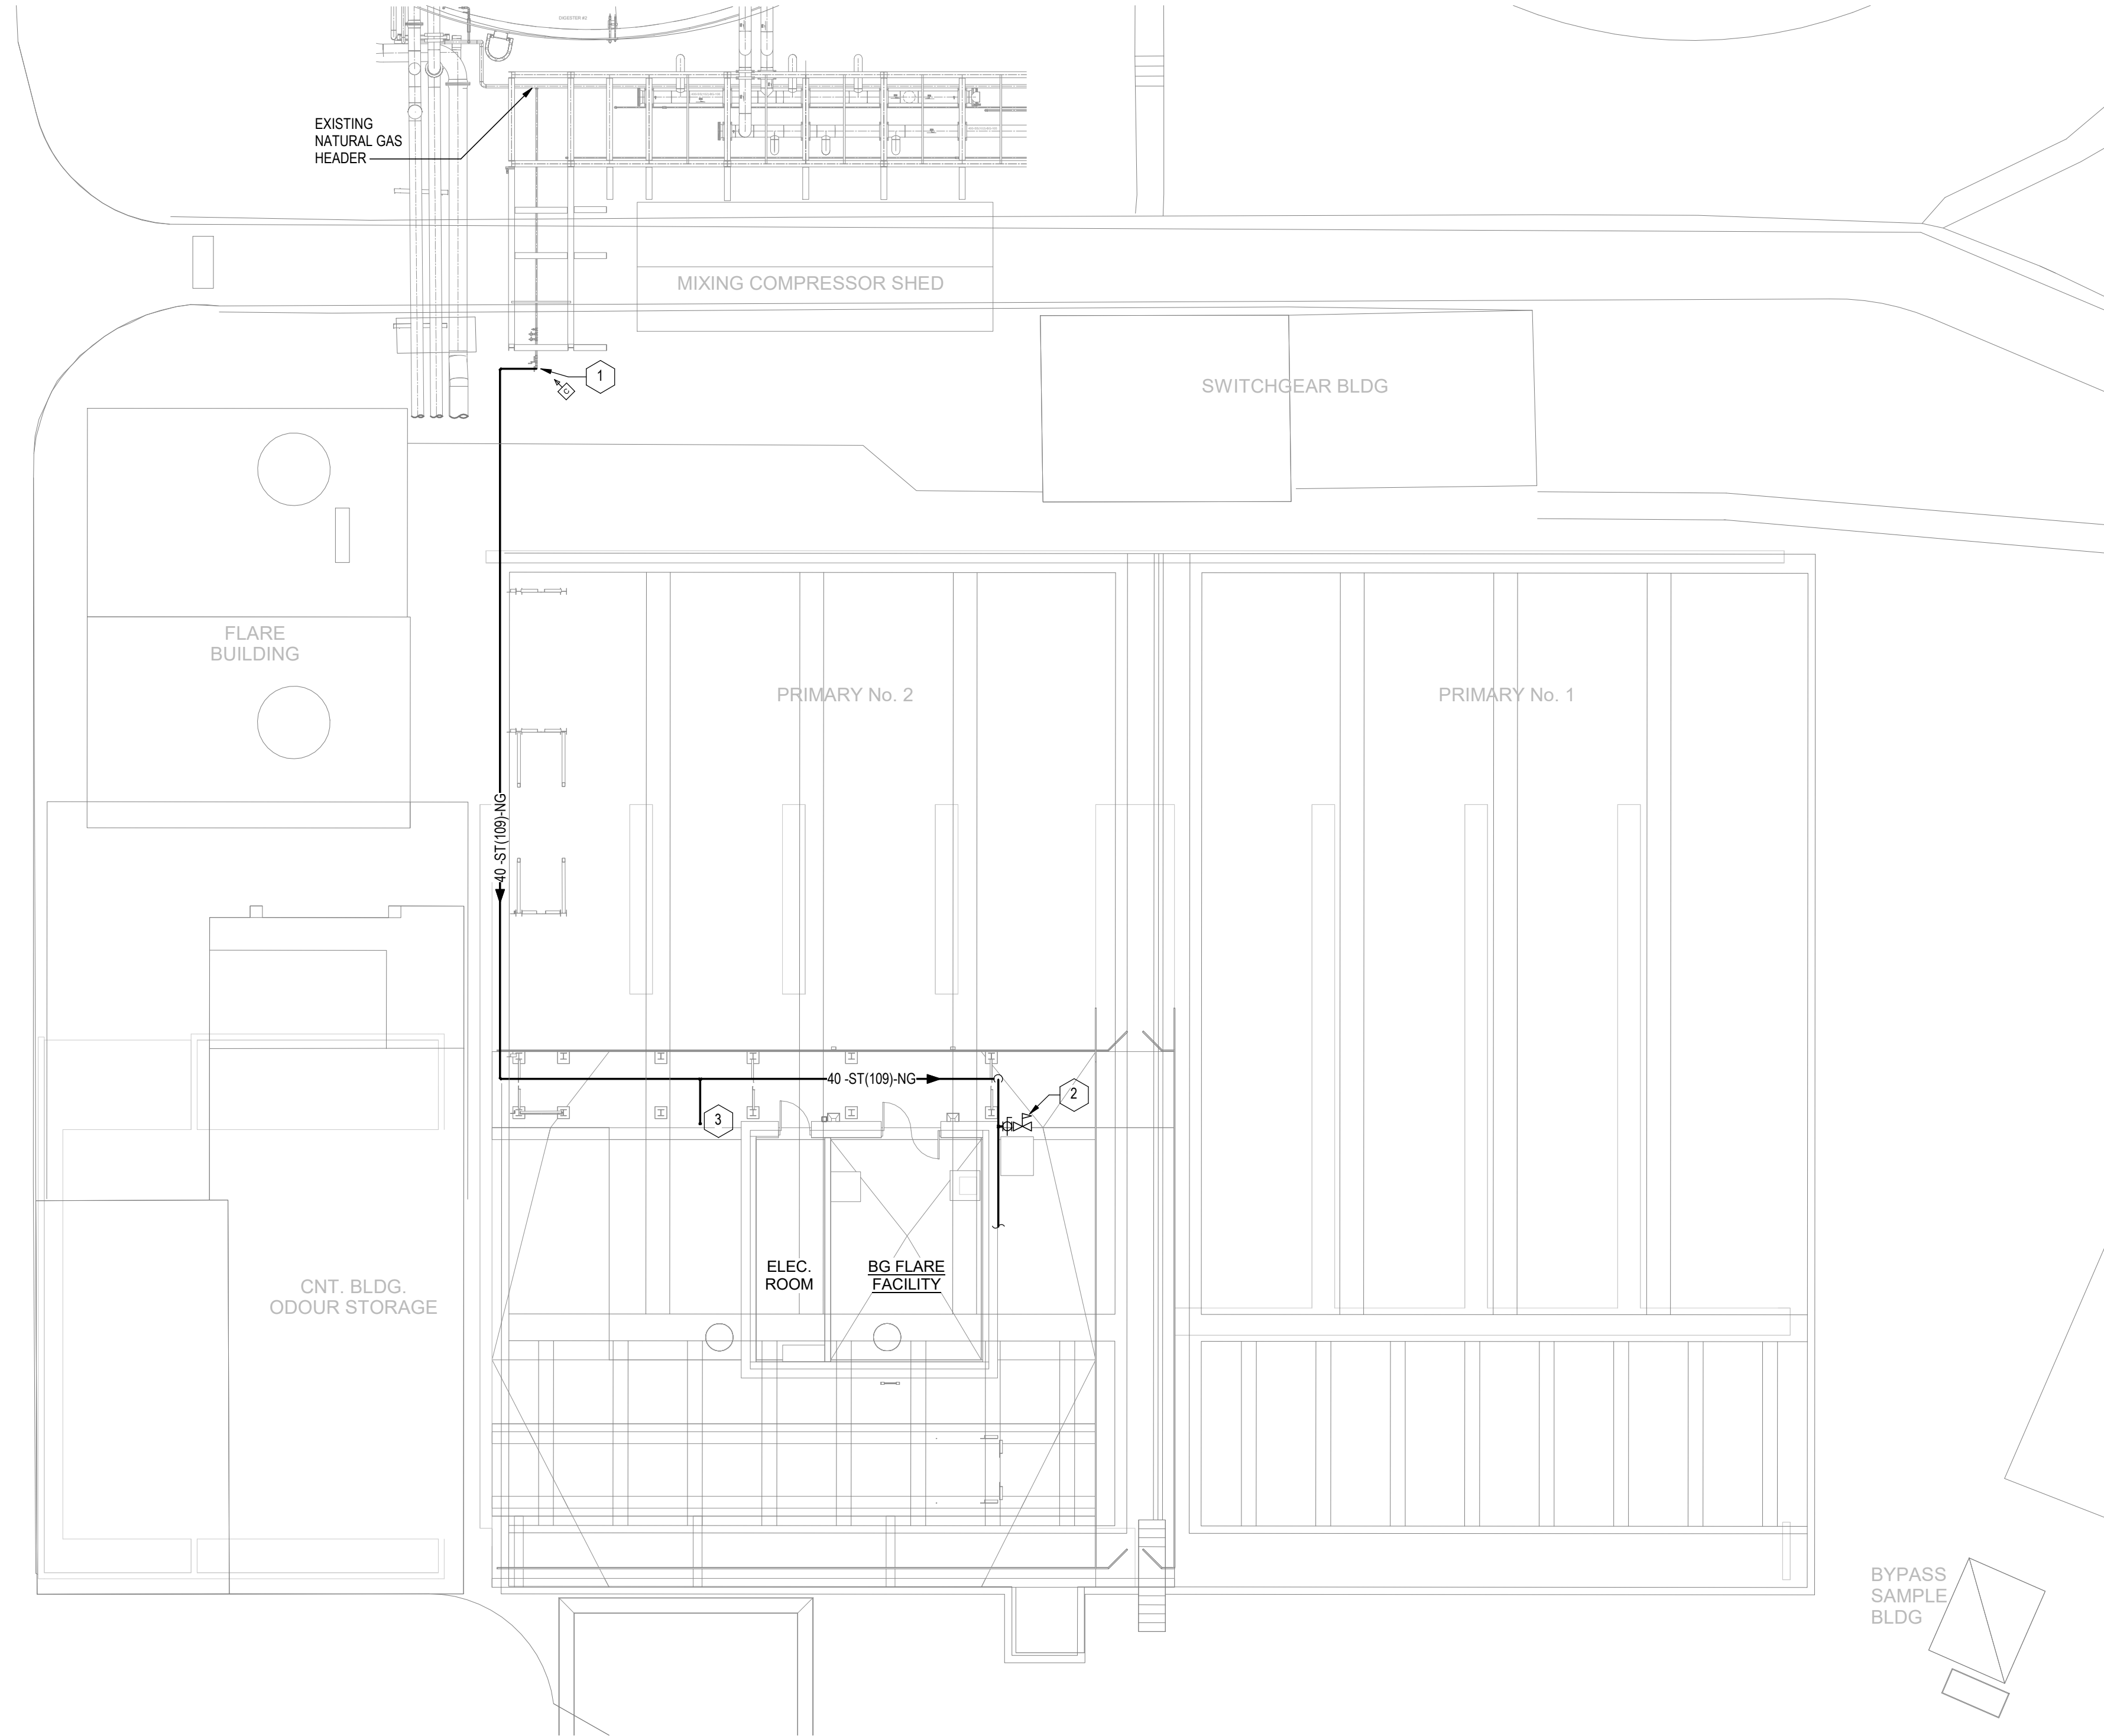 DIGESTER #2
EXISTING
NATURAL GAS
HEADER
MIXING COMPRESSOR SHED
1
C
SWITCHGEAR BLDG
FLARE
BUILDING
PRIMARY No. 2
PRIMARY No. 1
40 -ST(109)-NG
40 -ST(109)-NG
2
3
ELEC.
ROOM
BG FLARE
FACILITY
CNT. BLDG.
ODOUR STORAGE
BYPASS
SAMPLE
BLDG